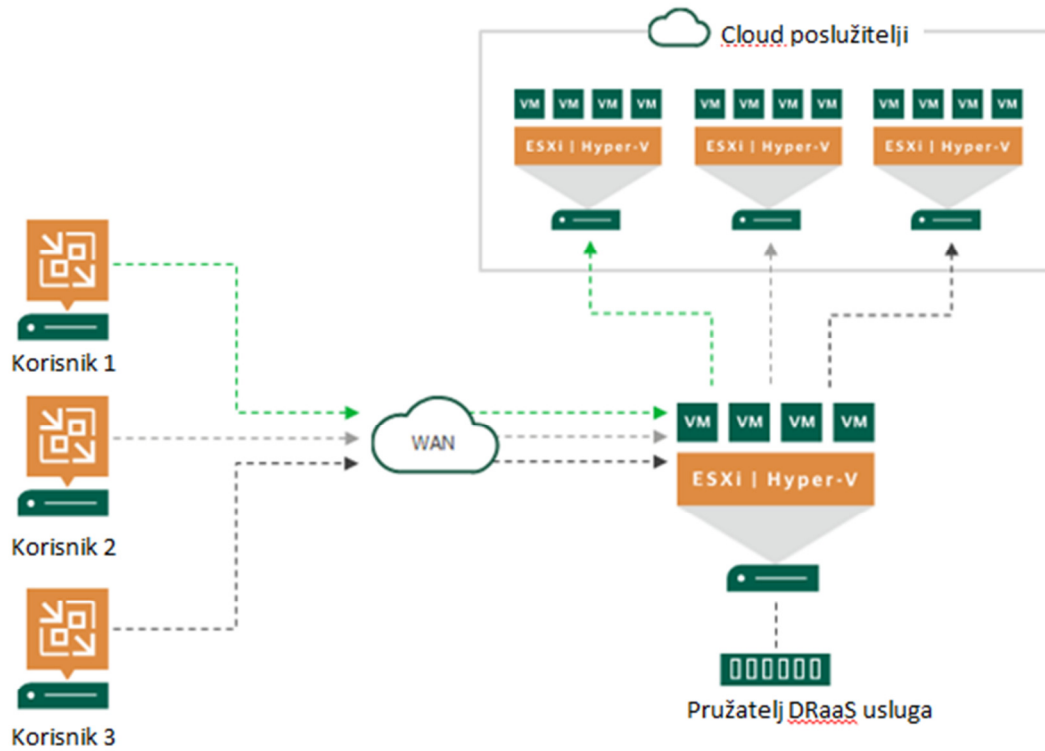 Cloud poslužitelji
VM VM VM VM
VM VM VM VM
VM VM VM VM
ESXi | Hyper-V
ESXi | Hyper-V
ESXi | Hyper-V
Korisnik 1
WAN
VM VM VM VM
ESXi | Hyper-V
Korisnik 2
Pružatelj DRaaS usluga
Korisnik 3